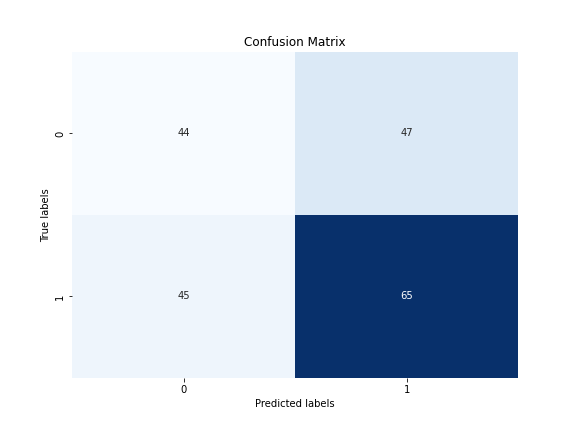 Confusion Matrix
True labels
0
44
47
1
45
65
0
1
Predicted labels